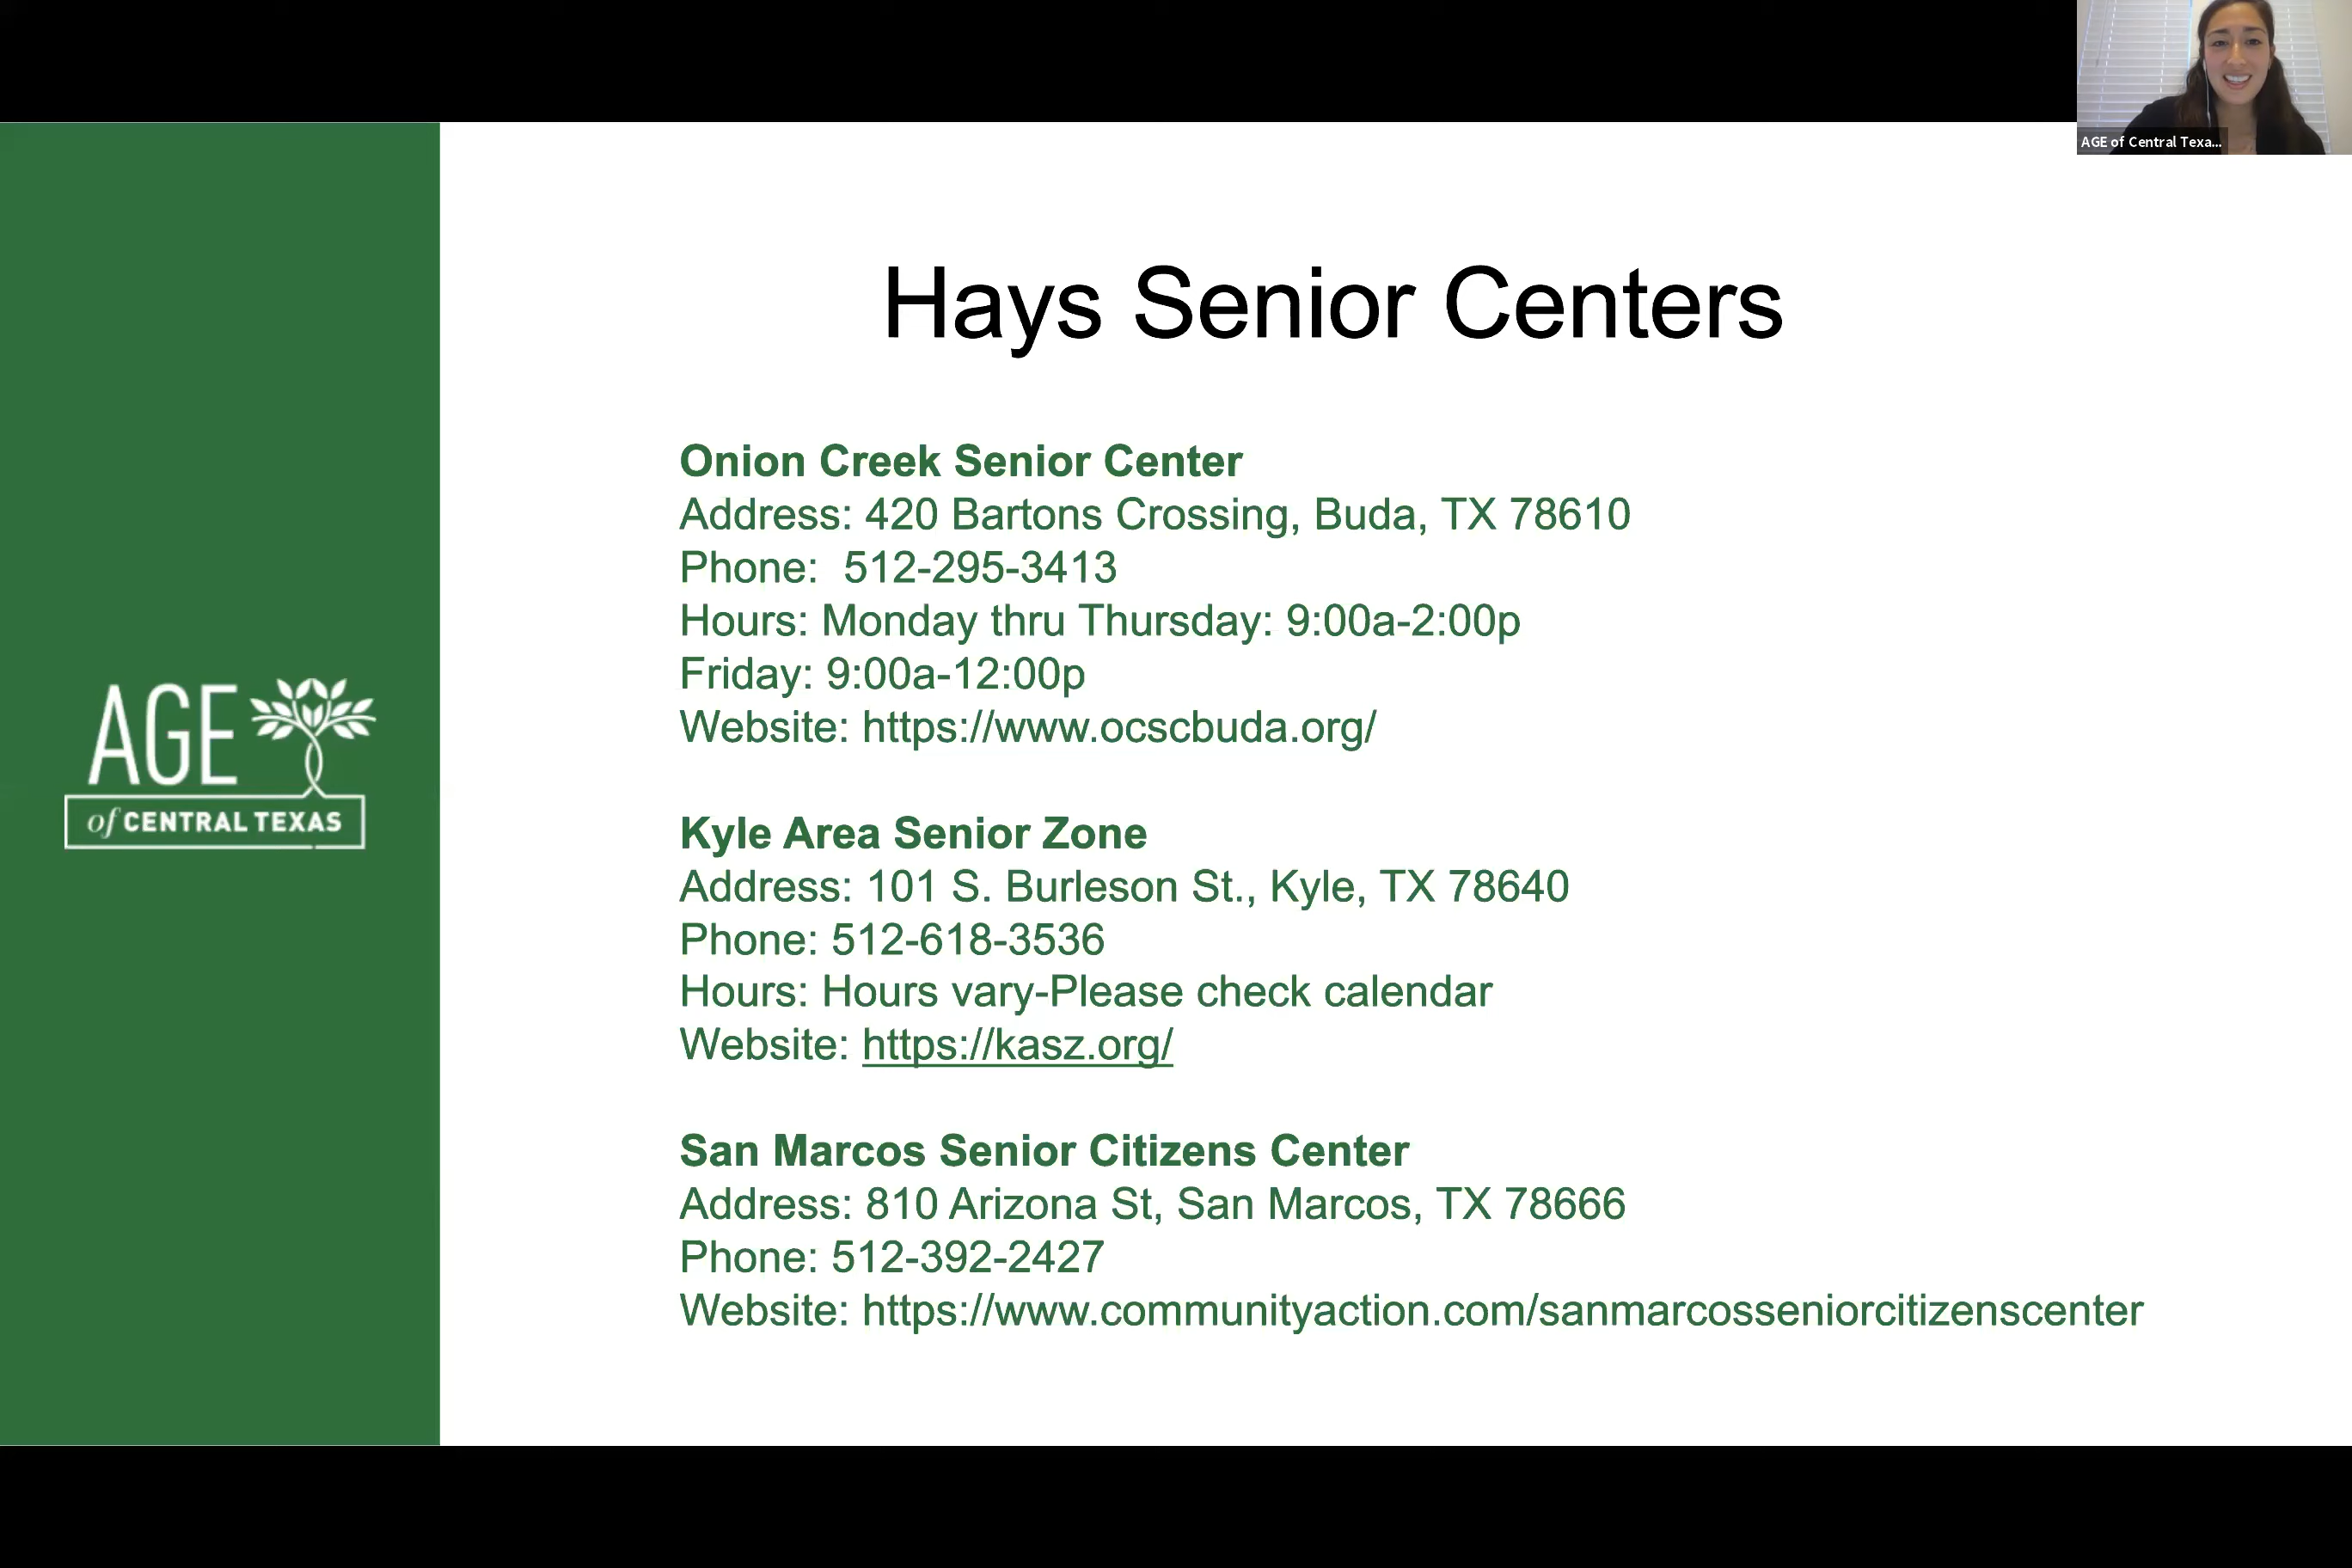 AGE of Central Texa...
Hays Senior Centers
Onion Creek Senior Center
Address: 420 Bartons Crossing, Buda, TX 78610
Phone:  512-295-3413
Hours: Monday thru Thursday: 9:00a-2:00p
Friday: 9:00a-12:00p
Website: https://www.ocscbuda.org/
Kyle Area Senior Zone
Address: 101 S. Burleson St., Kyle, TX 78640
Phone: 512-618-3536
Hours: Hours vary-Please check calendar
Website: https://kasz.org/
San Marcos Senior Citizens Center
Address: 810 Arizona St, San Marcos, TX 78666
Phone: 512-392-2427
Website: https://www.communityaction.com/sanmarcosseniorcitizenscenter
AGE
of CENTRAL TEXAS